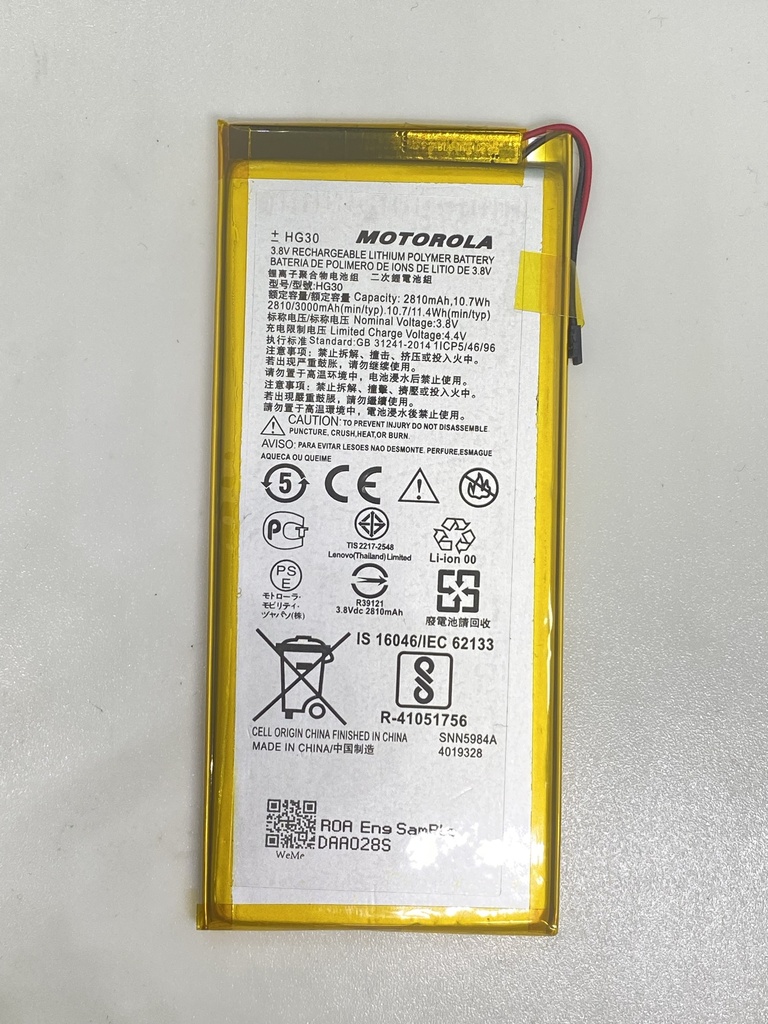 +
− HG30 MOTOROLA
3.8V RECHARGEABLE LITHIUM POLYMER BATTERY
BATERIA DE POLIMERO DE IONS DE LITIO DE 3.8V
锂离子聚合物电池组 二次鋰電池組
型号/型號:HG30
额定容量/額定容量 Capacity: 2810mAh,10.7Wh
2810/3000mAh(min/typ).10.7/11.4Wh(min/typ)
标称电压/标称电压 Nominal Voltage:3.8V
充电限制电压 Limited Charge Voltage:4.4V
执行标准 Standard:GB 31241-2014 1ICP5/46/96
注意事项：禁止拆解、撞击、挤压或投入火中。
若出现严重鼓胀，请勿继续使用。
请勿置于高温环境中，电池浸水后禁止使用。
注意事項：禁止拆解、撞擊、擠壓或投入火中。
若出現嚴重鼓脹，請勿繼續使用。
請勿置于高温環境中，電池浸水後禁止使用。
CAUTION: TO PREVENT INJURY DO NOT DISASSEMBLE.
PUNCTURE, CRUSH,HEAT,OR BURN.
AVISO: PARA EVITAR LESOES NAO DESMONTE. PERFURE,ESMAGUE
AQUECA OU QUEIME
5 CE
PCT
TIS 2217-2548
Lenovo(Thailand) Limited
Li-ion 00
PS
E
モトローラ・
モビリティ・
ジャパン(株)
R39121
3.8Vdc 2810mAh
廢電池請回收
IS 16046/IEC 62133
R-41051756
CELL ORIGIN CHINA FINISHED IN CHINA SNN5984A
MADE IN CHINA/中国制造 4019328
ROA Eng Sample
DAA028S
WeMe